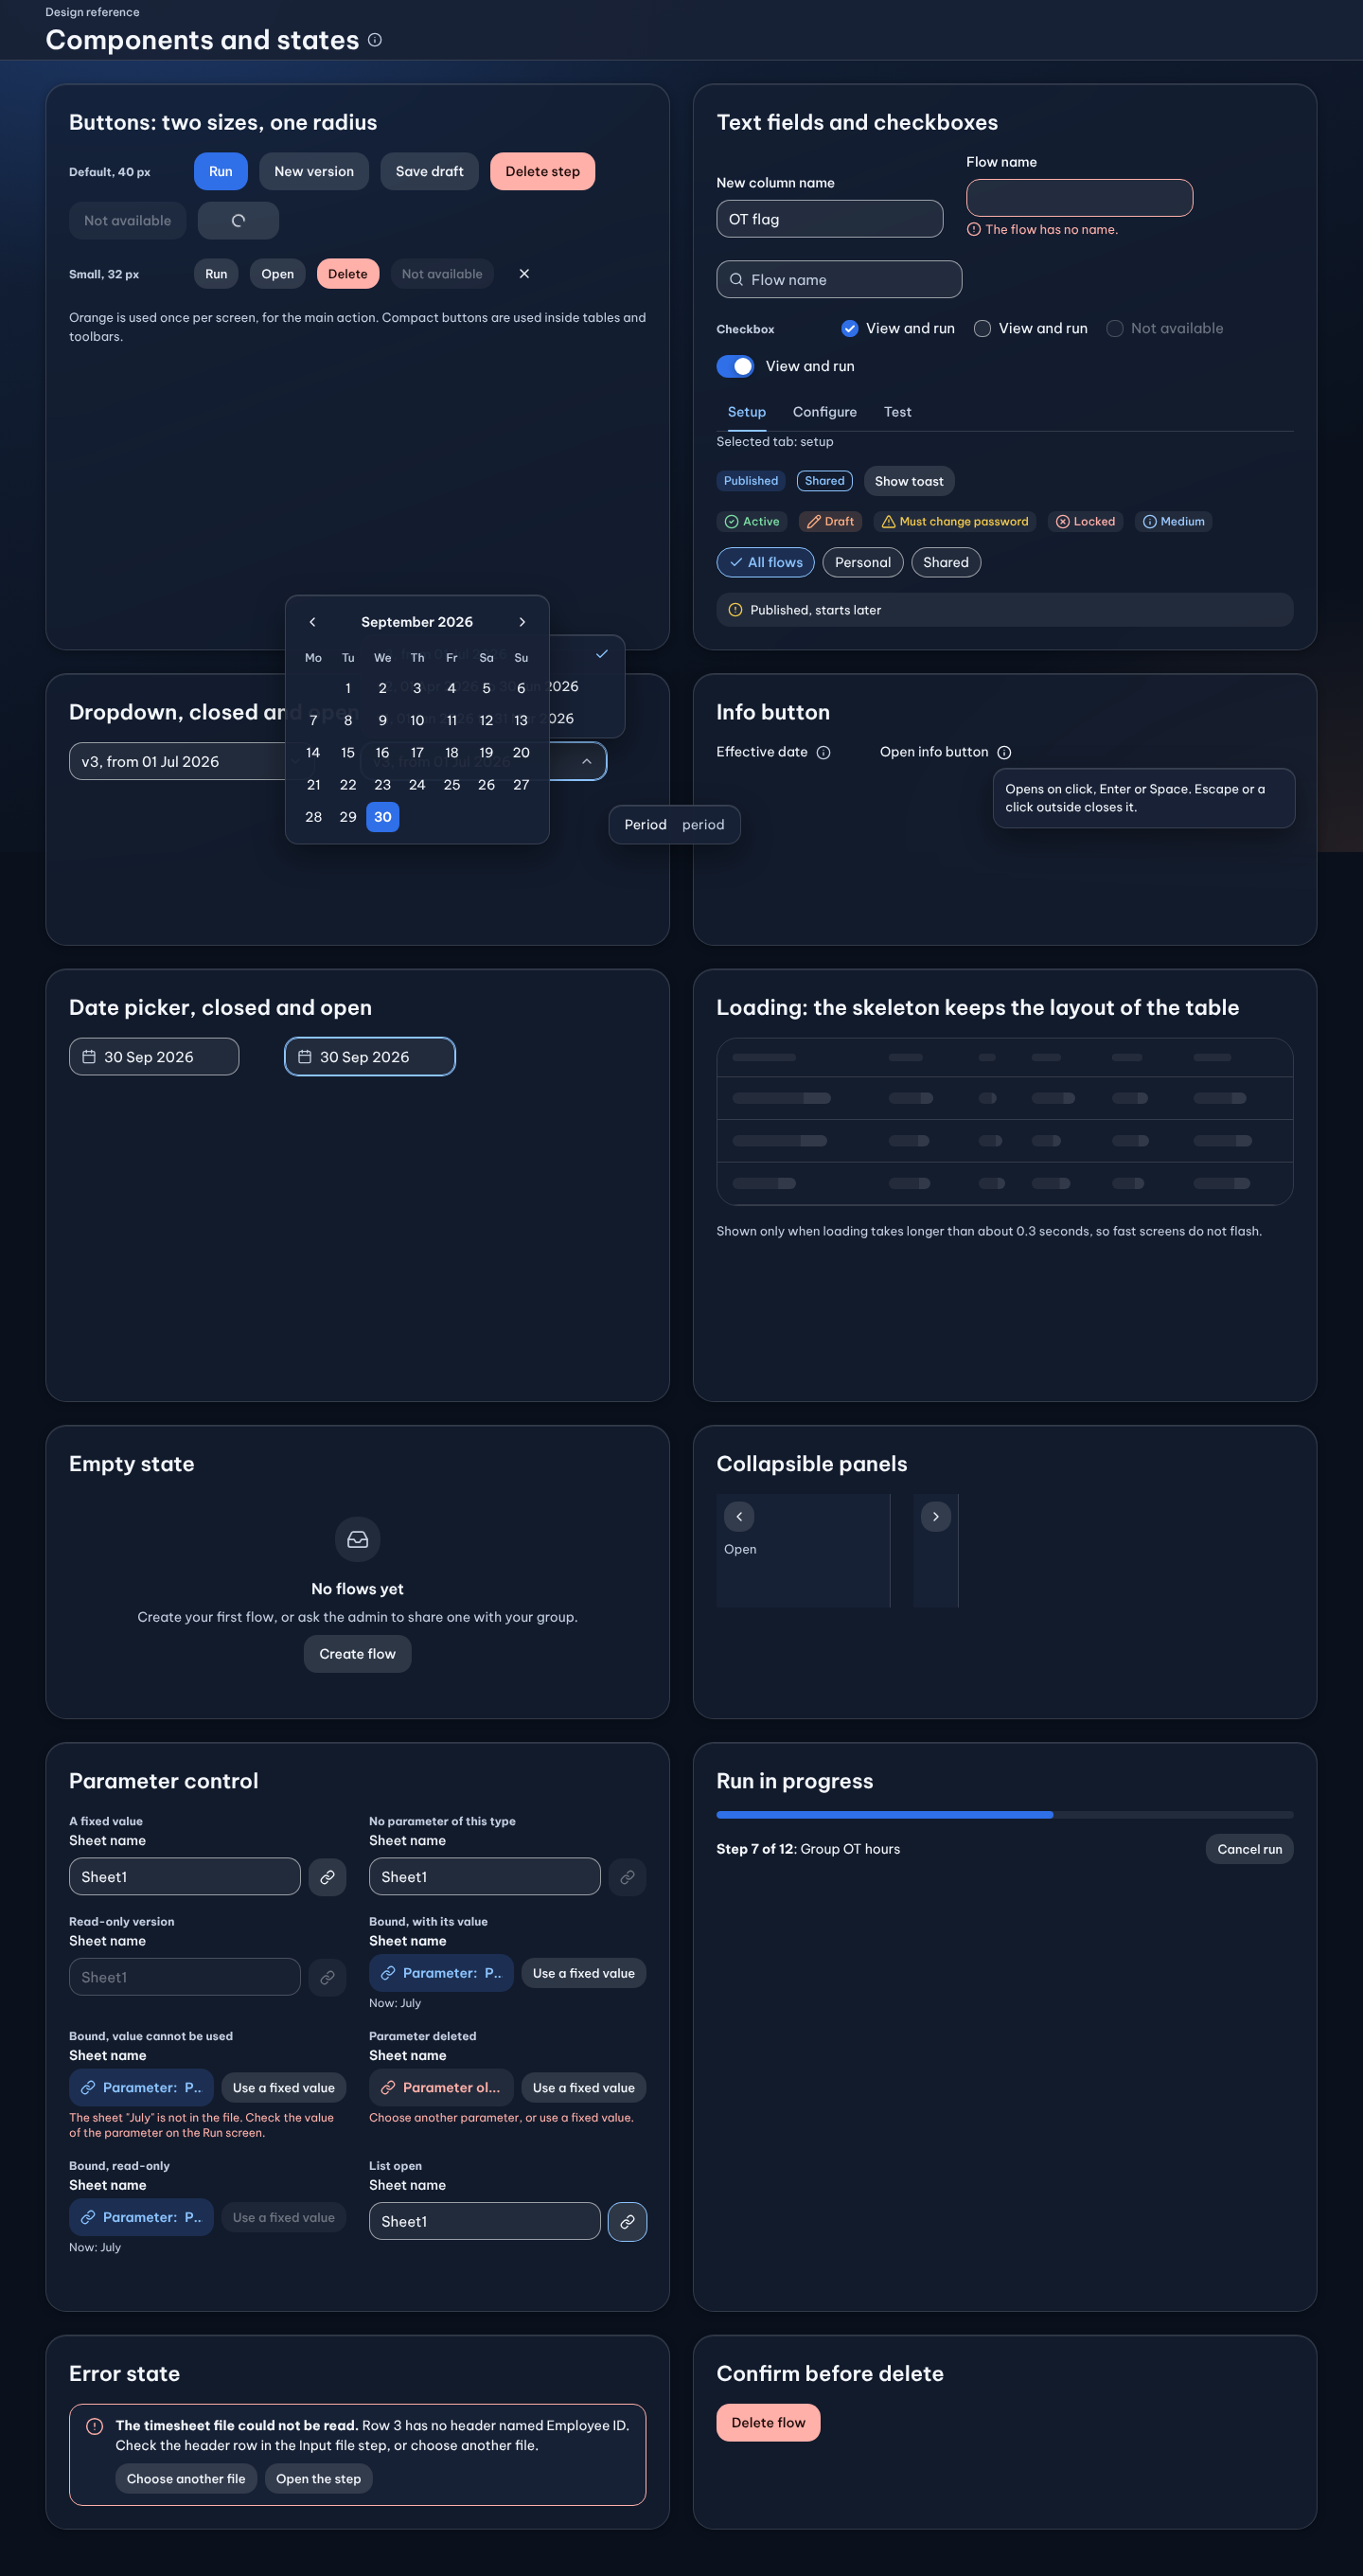 Design reference
Components and states
Buttons: two sizes, one radius
Default, 40 px
Run
New version
Save draft
Delete step
Not available
Small, 32 px
Run
Open
Delete
Not available
Orange is used once per screen, for the main action. Compact buttons are used inside tables and
toolbars.
Text fields and checkboxes
New column name
OT flag
Flow name
The flow has no name.
Flow name
Checkbox
View and run
View and run
Not available
View and run
Setup
Configure
Test
Selected tab: setup
Published
Shared
Show toast
Active
Draft
Must change password
Locked
Medium
All flows
Personal
Shared
Published, starts later
Dropdown, closed and open
v3, from 01 Jul 2026
v3, from 01 Jul 2026
September 2026
Mo Tu We Th Fr Sa Su
1 2 3 4 5 6
7 8 9 10 11 12 13
14 15 16 17 18 19 20
21 22 23 24 25 26 27
28 29 30
2026
2026
Period period
Info button
Effective date
Open info button
Opens on click, Enter or Space. Escape or a
click outside closes it.
Date picker, closed and open
30 Sep 2026
30 Sep 2026
Loading: the skeleton keeps the layout of the table
Shown only when loading takes longer than about 0.3 seconds, so fast screens do not flash.
Empty state
No flows yet
Create your first flow, or ask the admin to share one with your group.
Create flow
Collapsible panels
Open
Parameter control
A fixed value
Sheet name
Sheet1
No parameter of this type
Sheet name
Sheet1
Read-only version
Sheet name
Sheet1
Bound, with its value
Sheet name
Parameter: P..
Use a fixed value
Now: July
Bound, value cannot be used
Sheet name
Parameter: P..
Use a fixed value
The sheet "July" is not in the file. Check the value
of the parameter on the Run screen.
Parameter deleted
Sheet name
Parameter ol...
Use a fixed value
Choose another parameter, or use a fixed value.
Bound, read-only
Sheet name
Parameter: P..
Use a fixed value
Now: July
List open
Sheet name
Sheet1
Run in progress
Step 7 of 12: Group OT hours
Cancel run
Error state
The timesheet file could not be read. Row 3 has no header named Employee ID.
Check the header row in the Input file step, or choose another file.
Choose another file
Open the step
Confirm before delete
Delete flow